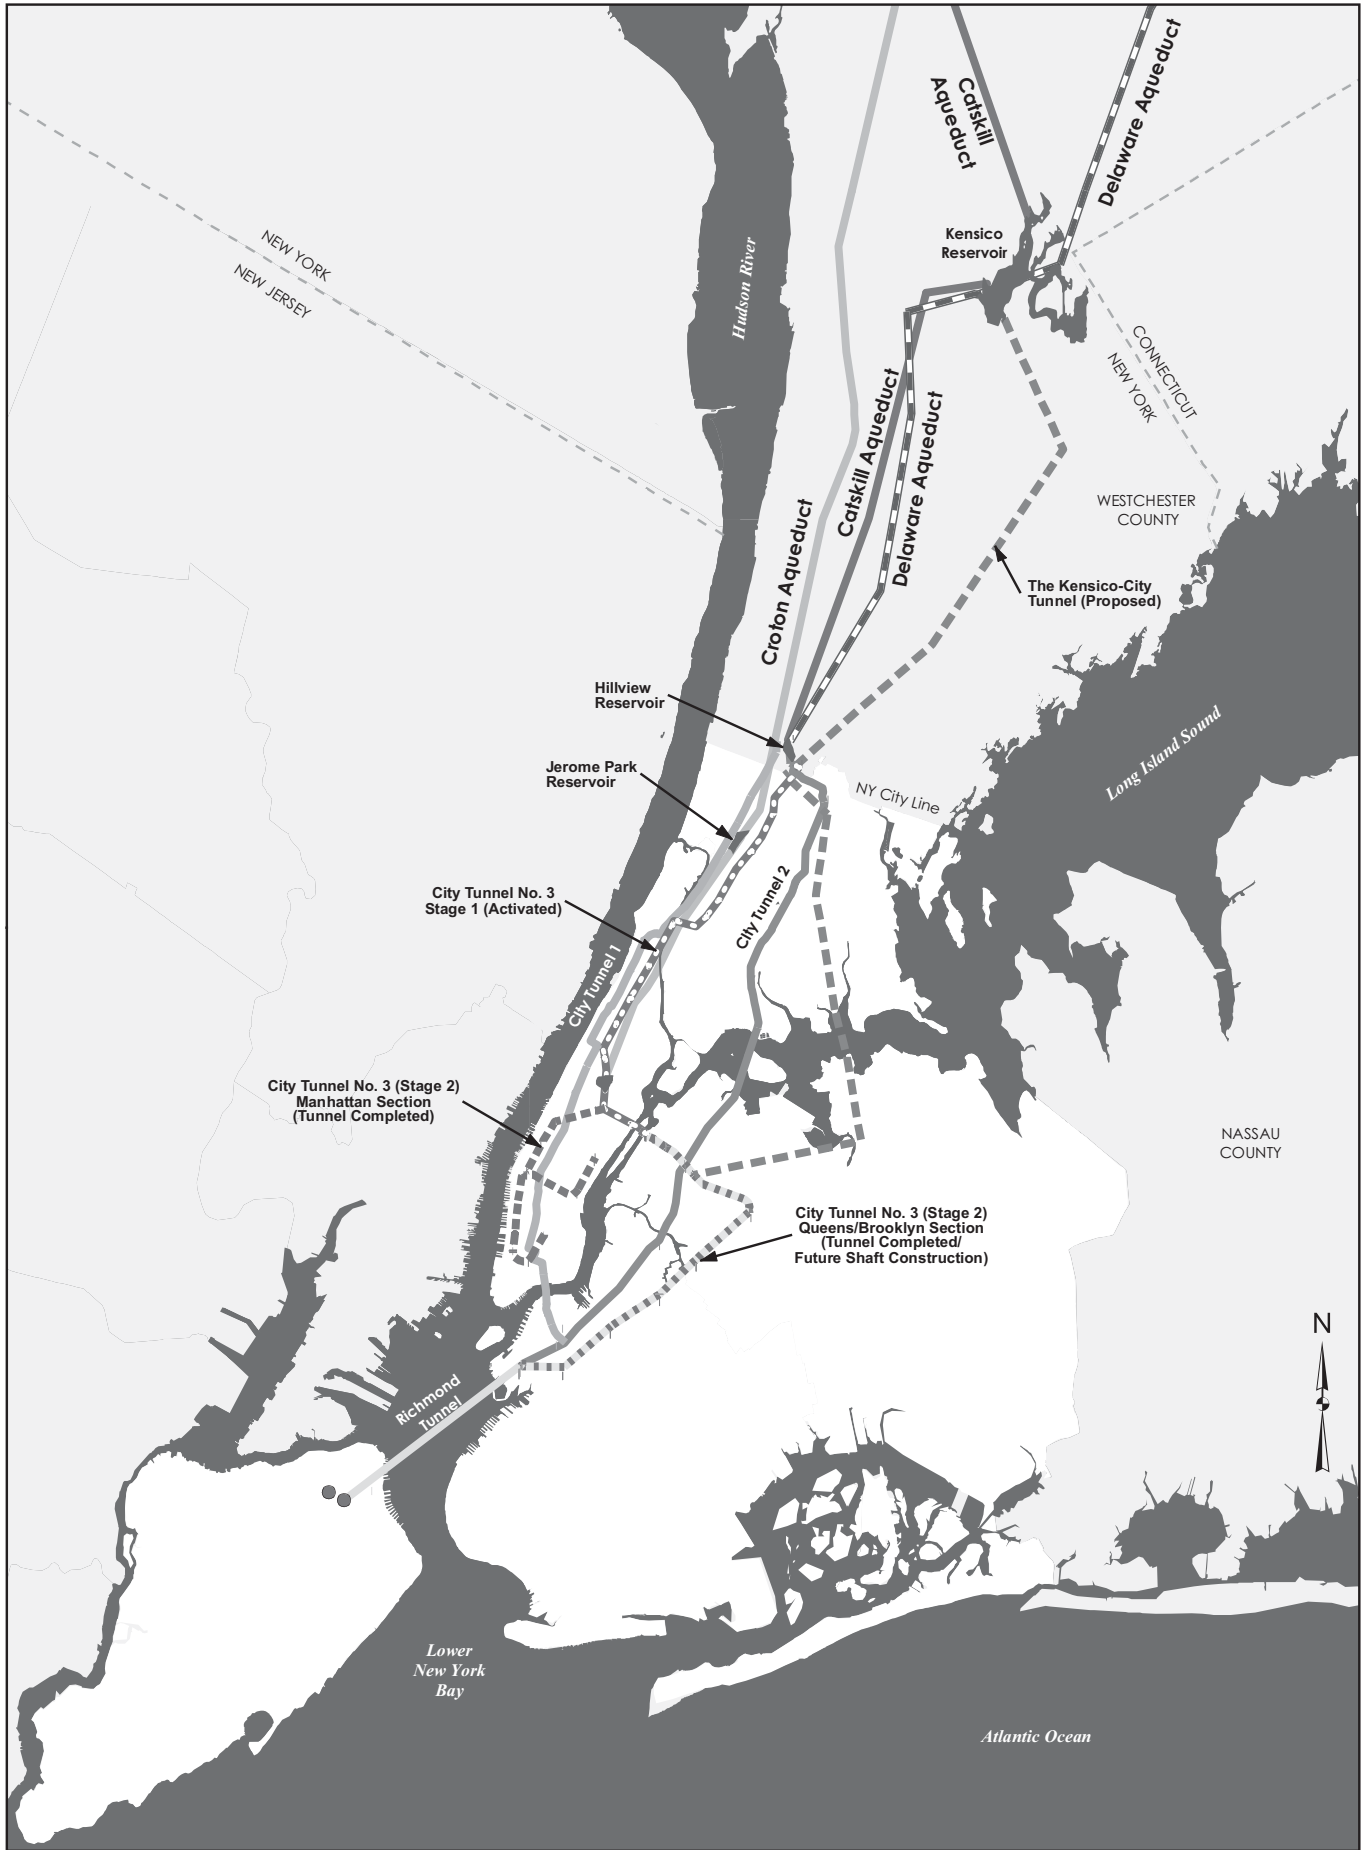 Catskill
Aqueduct
Delaware Aqueduct
Kensico
Reservoir
NEW YORK
NEW JERSEY
Hudson River
CONNECTICUT
NEW YORK
Catskill Aqueduct
Delaware Aqueduct
Croton Aqueduct
WESTCHESTER
COUNTY
The Kensico-City
Tunnel (Proposed)
Hillview
Reservoir
Long Island Sound
Jerome Park
Reservoir
NY City Line
City Tunnel No. 3
Stage 1 (Activated)
City Tunnel 2
City Tunnel 1
City Tunnel No. 3 (Stage 2)
Manhattan Section
(Tunnel Completed)
NASSAU
COUNTY
City Tunnel No. 3 (Stage 2)
Queens/Brooklyn Section
(Tunnel Completed/
Future Shaft Construction)
N
Richmond
Tunnel
Lower
New York
Bay
Atlantic Ocean